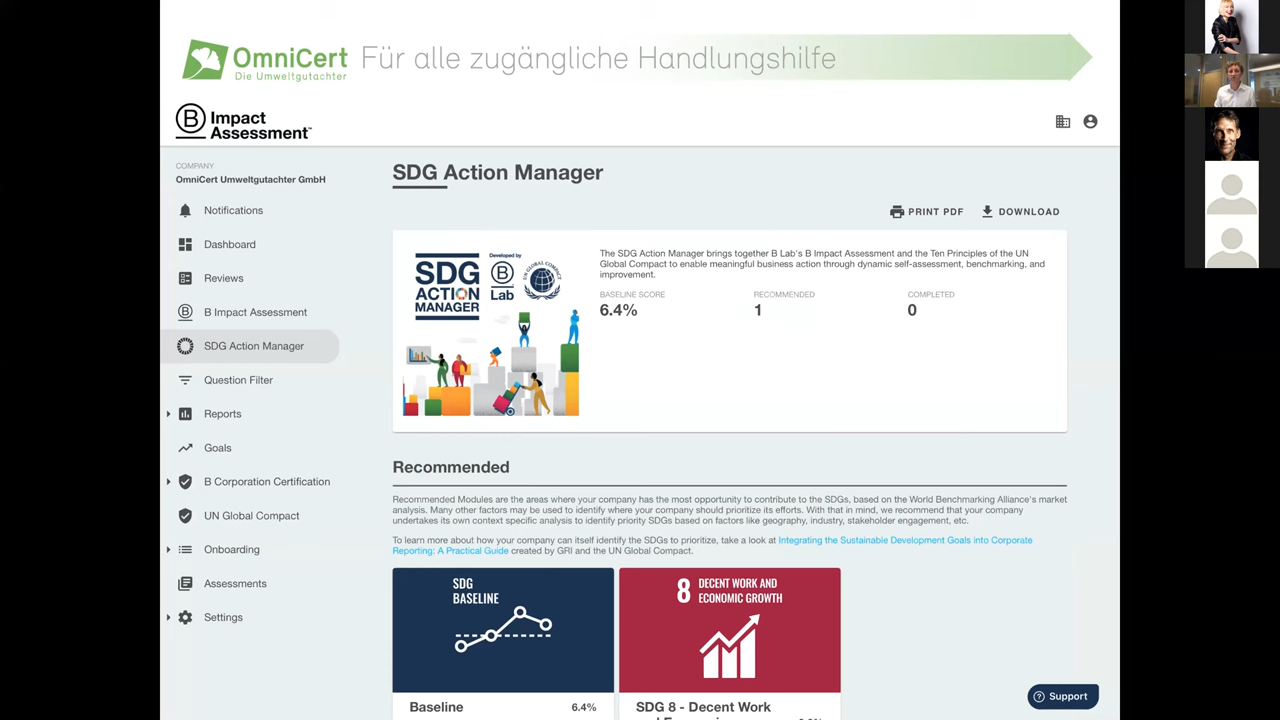 OmniCert
Die Umweltgutachter
Für alle zugängliche Handlungshilfe
B Impact
Assessment™
COMPANY
OmniCert Umweltgutachter GmbH
Notifications
Dashboard
Reviews
B Impact Assessment
SDG Action Manager
Question Filter
Reports
Goals
B Corporation Certification
UN Global Compact
Onboarding
Assessments
Settings
SDG Action Manager
PRINT PDF
DOWNLOAD
SDG
ACTION
MANAGER
Developed by
B
Lab
UN GLOBAL COMPACT
The SDG Action Manager brings together B Lab's B Impact Assessment and the Ten Principles of the UN
Global Compact to enable meaningful business action through dynamic self-assessment, benchmarking, and
improvement.
BASELINE SCORE
6.4%
RECOMMENDED
1
COMPLETED
0
Recommended
Recommended Modules are the areas where your company has the most opportunity to contribute to the SDGs, based on the World Benchmarking Alliance's market
analysis. Many other factors may be used to identify where your company should prioritize its efforts. With that in mind, we recommend that your company
undertakes its own context specific analysis to identify priority SDGs based on factors like geography, industry, stakeholder engagement, etc.
To learn more about how your company can itself identify the SDGs to prioritize, take a look at Integrating the Sustainable Development Goals into Corporate
Reporting: A Practical Guide created by GRI and the UN Global Compact.
SDG
BASELINE
8 DECENT WORK AND
ECONOMIC GROWTH
Baseline 6.4%
SDG 8 - Decent Work
Support